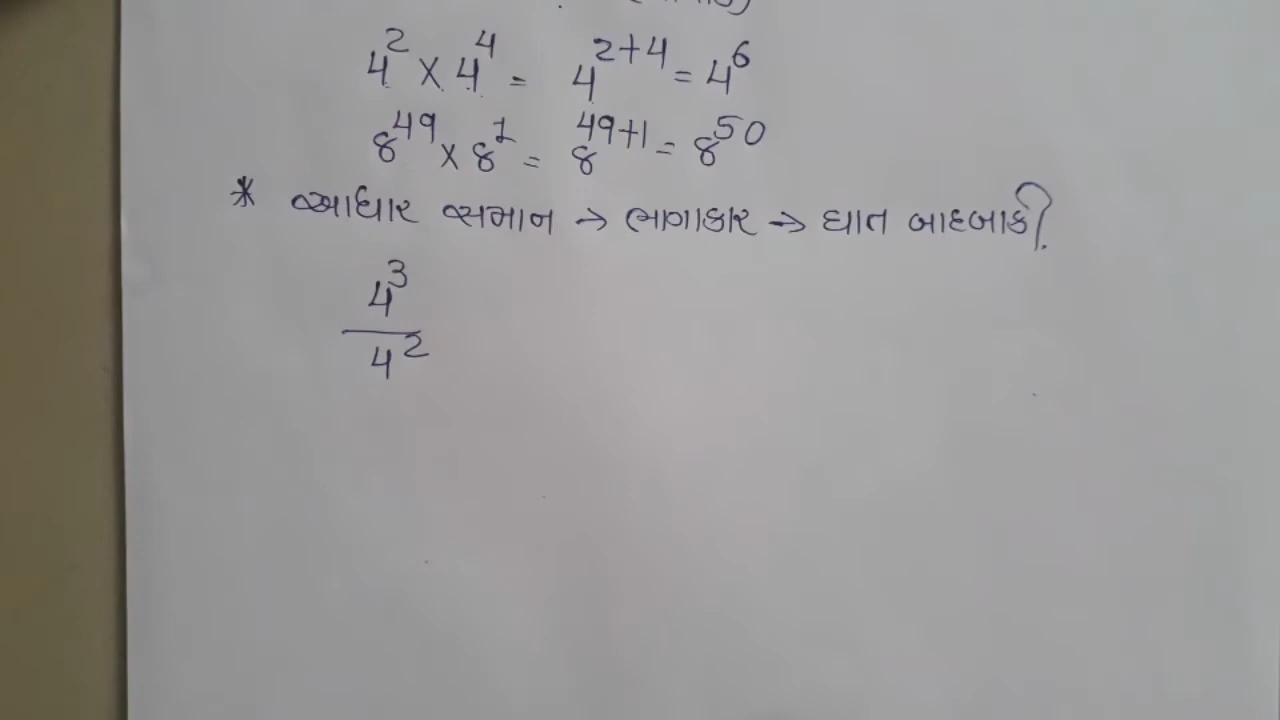 4² × 4⁴ = 4²⁺⁴ = 4⁶
8⁴⁹ × 8¹ = 8⁴⁹⁺¹ = 8⁵⁰
* આધાર સમાન → ભાગાકાર → ઘાત બાદબાકી.
4³
4²